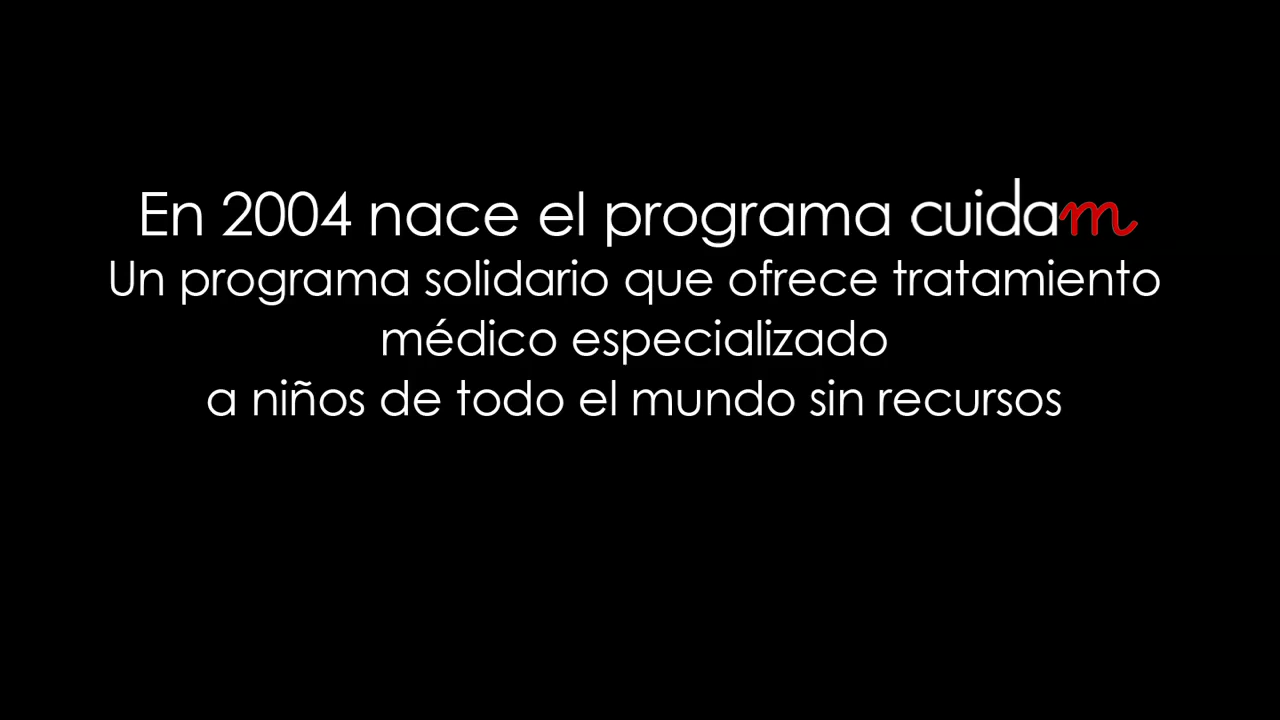 En 2004 nace el programa cuidam
Un programa solidario que ofrece tratamiento
médico especializado
a niños de todo el mundo sin recursos